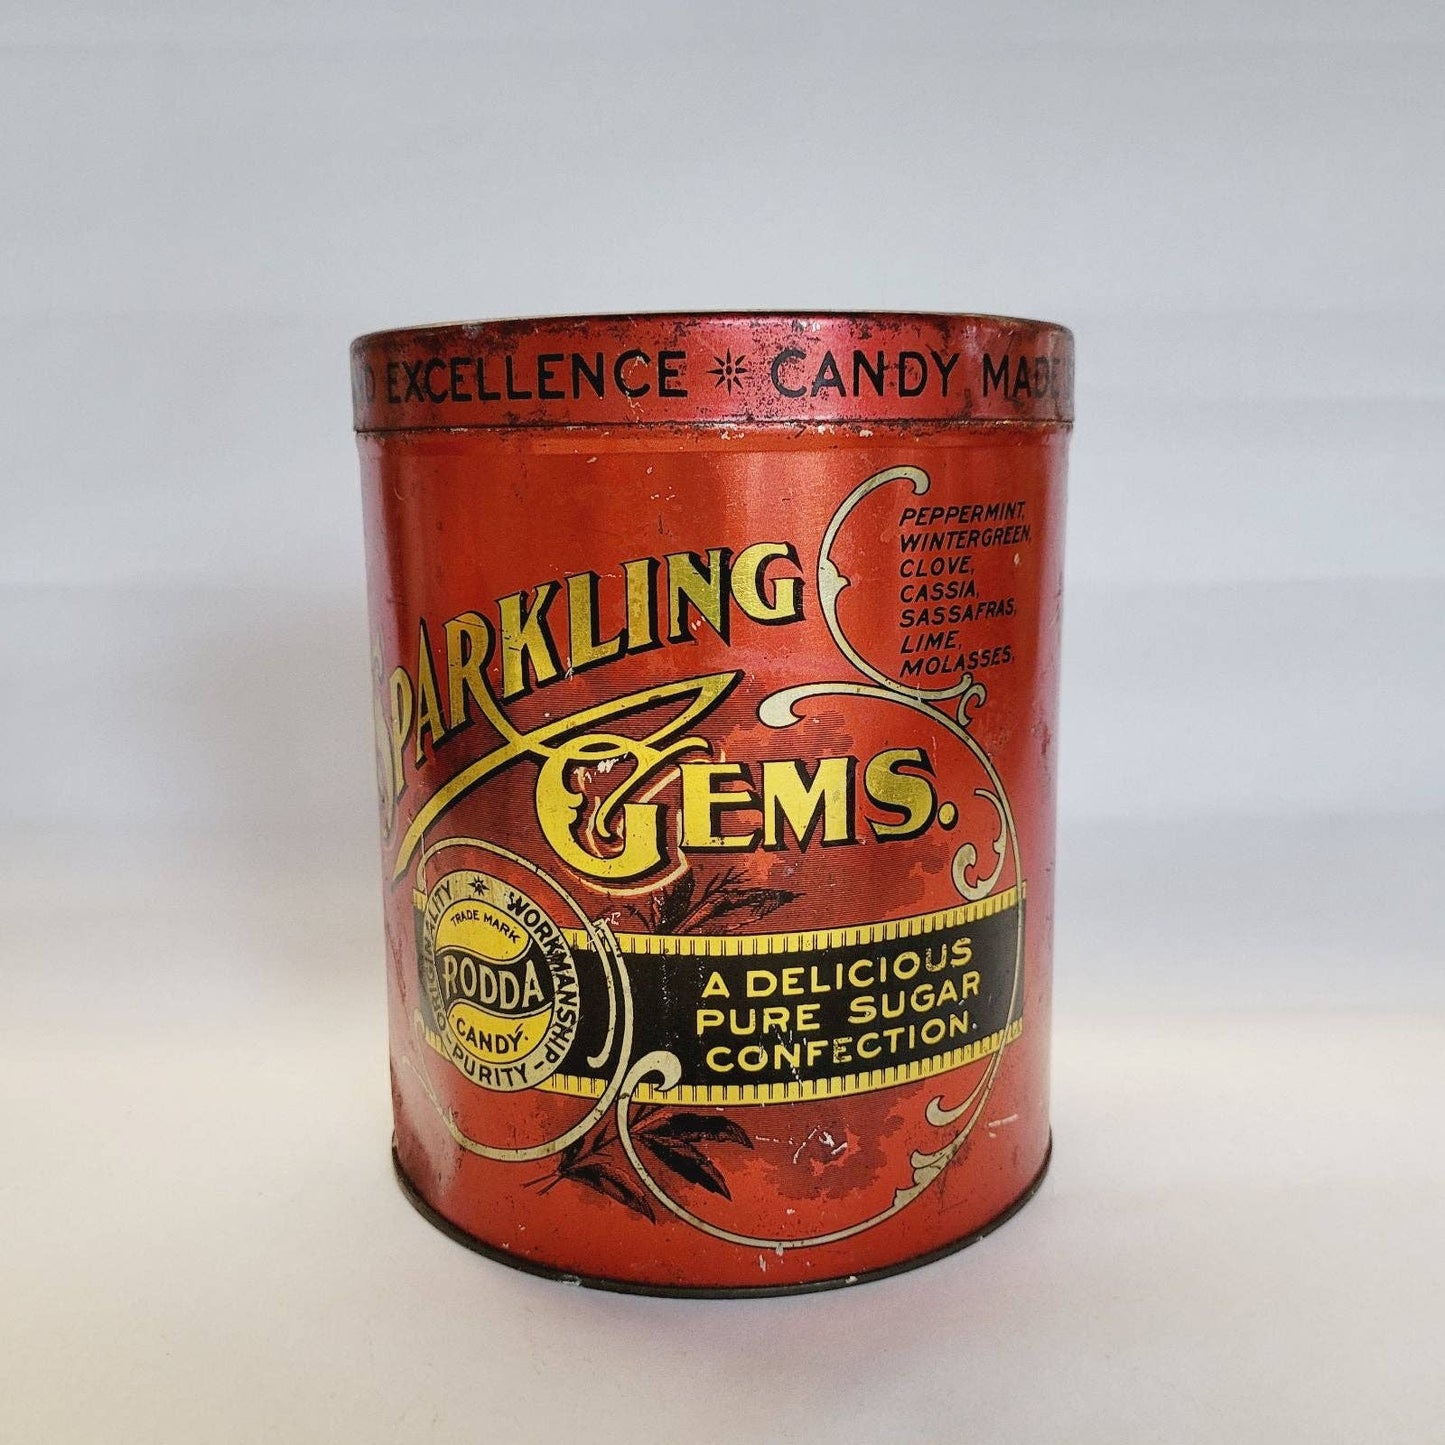 EXCELLENCE ✴ CANDY MADE
PEPPERMINT,
WINTERGREEN,
CLOVE,
CASSIA,
SASSAFRAS,
LIME,
MOLASSES,
SPARKLING
GEMS.
ORIGINALITY ✴ WORKMANSHIP - PURITY -
TRADE MARK
RODDA
CANDY.
A DELICIOUS
PURE SUGAR
CONFECTION.